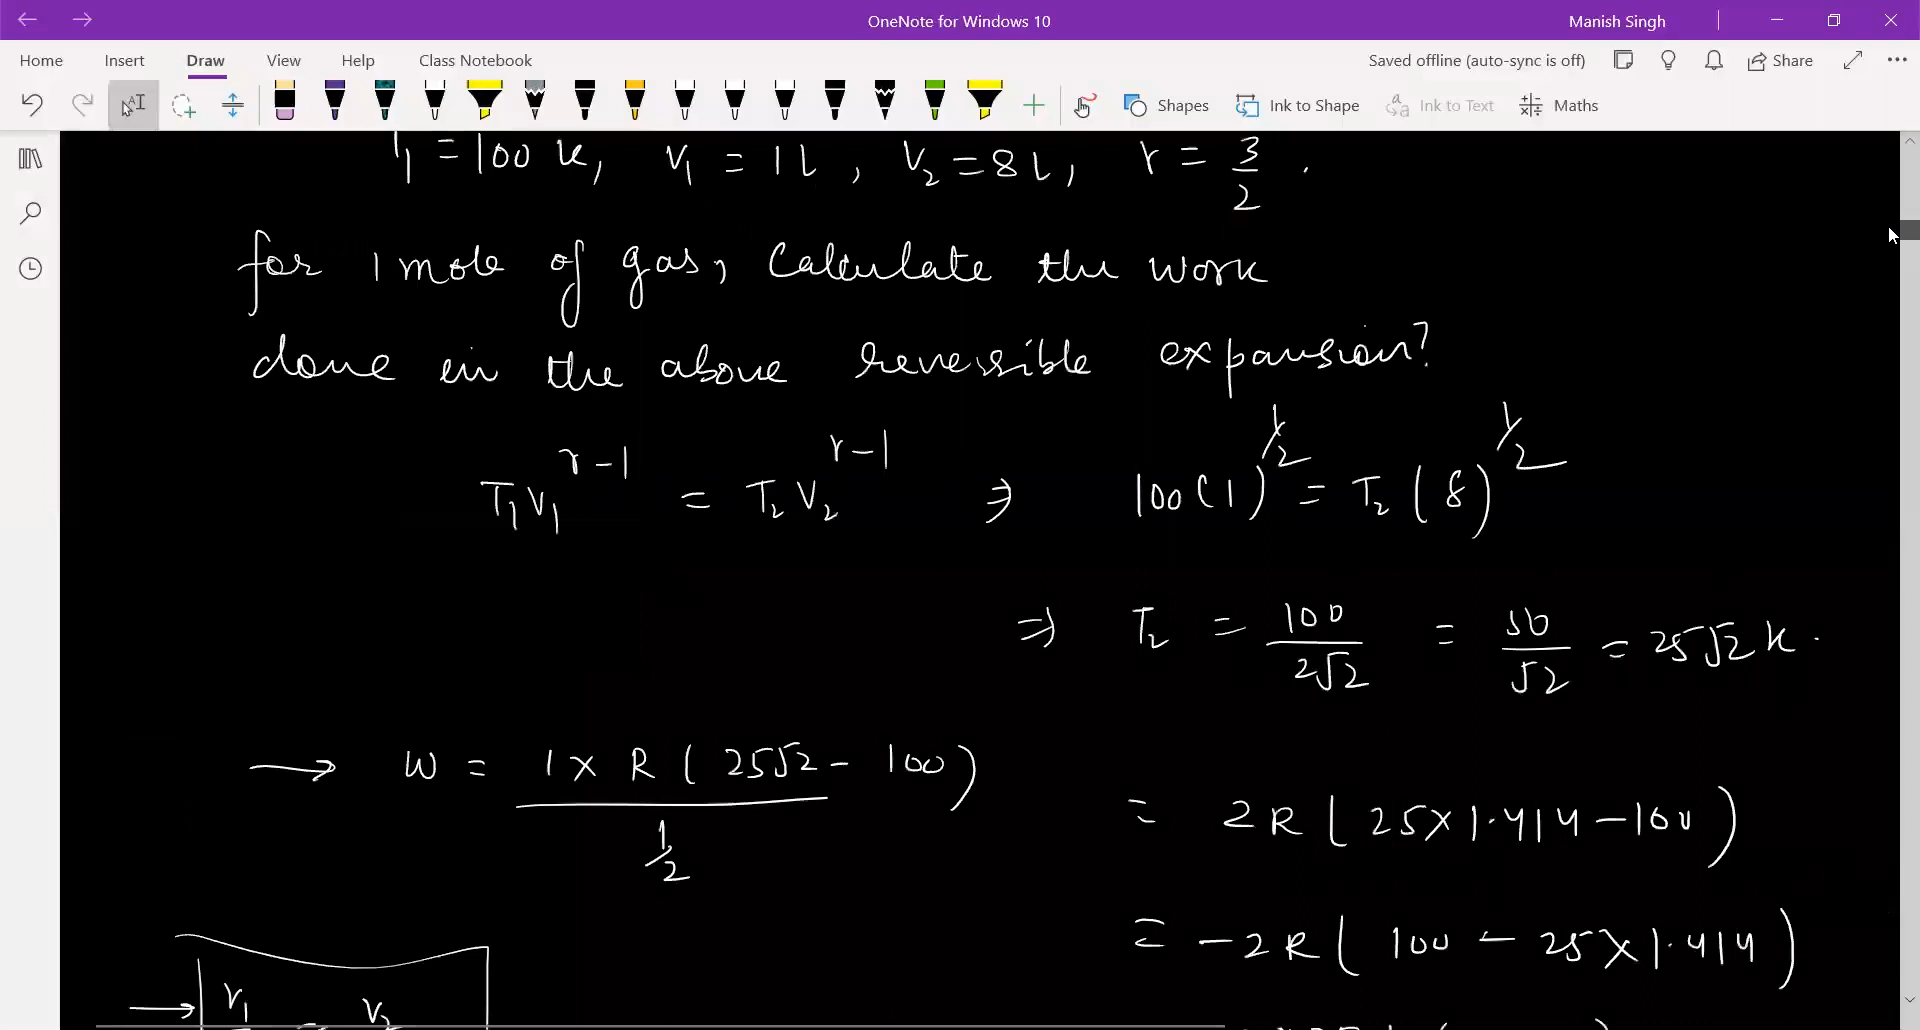 OneNote for Windows 10
Manish Singh
Home Insert Draw View Help Class Notebook
Saved offline (auto-sync is off) Share
Shapes Ink to Shape Ink to Text Maths
T₁ = 100 K, V₁ = 1 L, V₂ = 8 L, r = 3/2 .
for 1 mole of gas, Calculate the work
done in the above reversible expansion?
T₁V₁^(r-1) = T₂V₂^(r-1) ⇒ 100(1)^(1/2) = T₂(8)^(1/2)
⇒ T₂ = 100/2√2 = 50/√2 = 25√2 K.
→ W = 1 × R (25√2 - 100) / 1/2
= 2R (25 × 1.414 - 100)
= -2R (100 - 25 × 1.414)
→ V₁ V₂